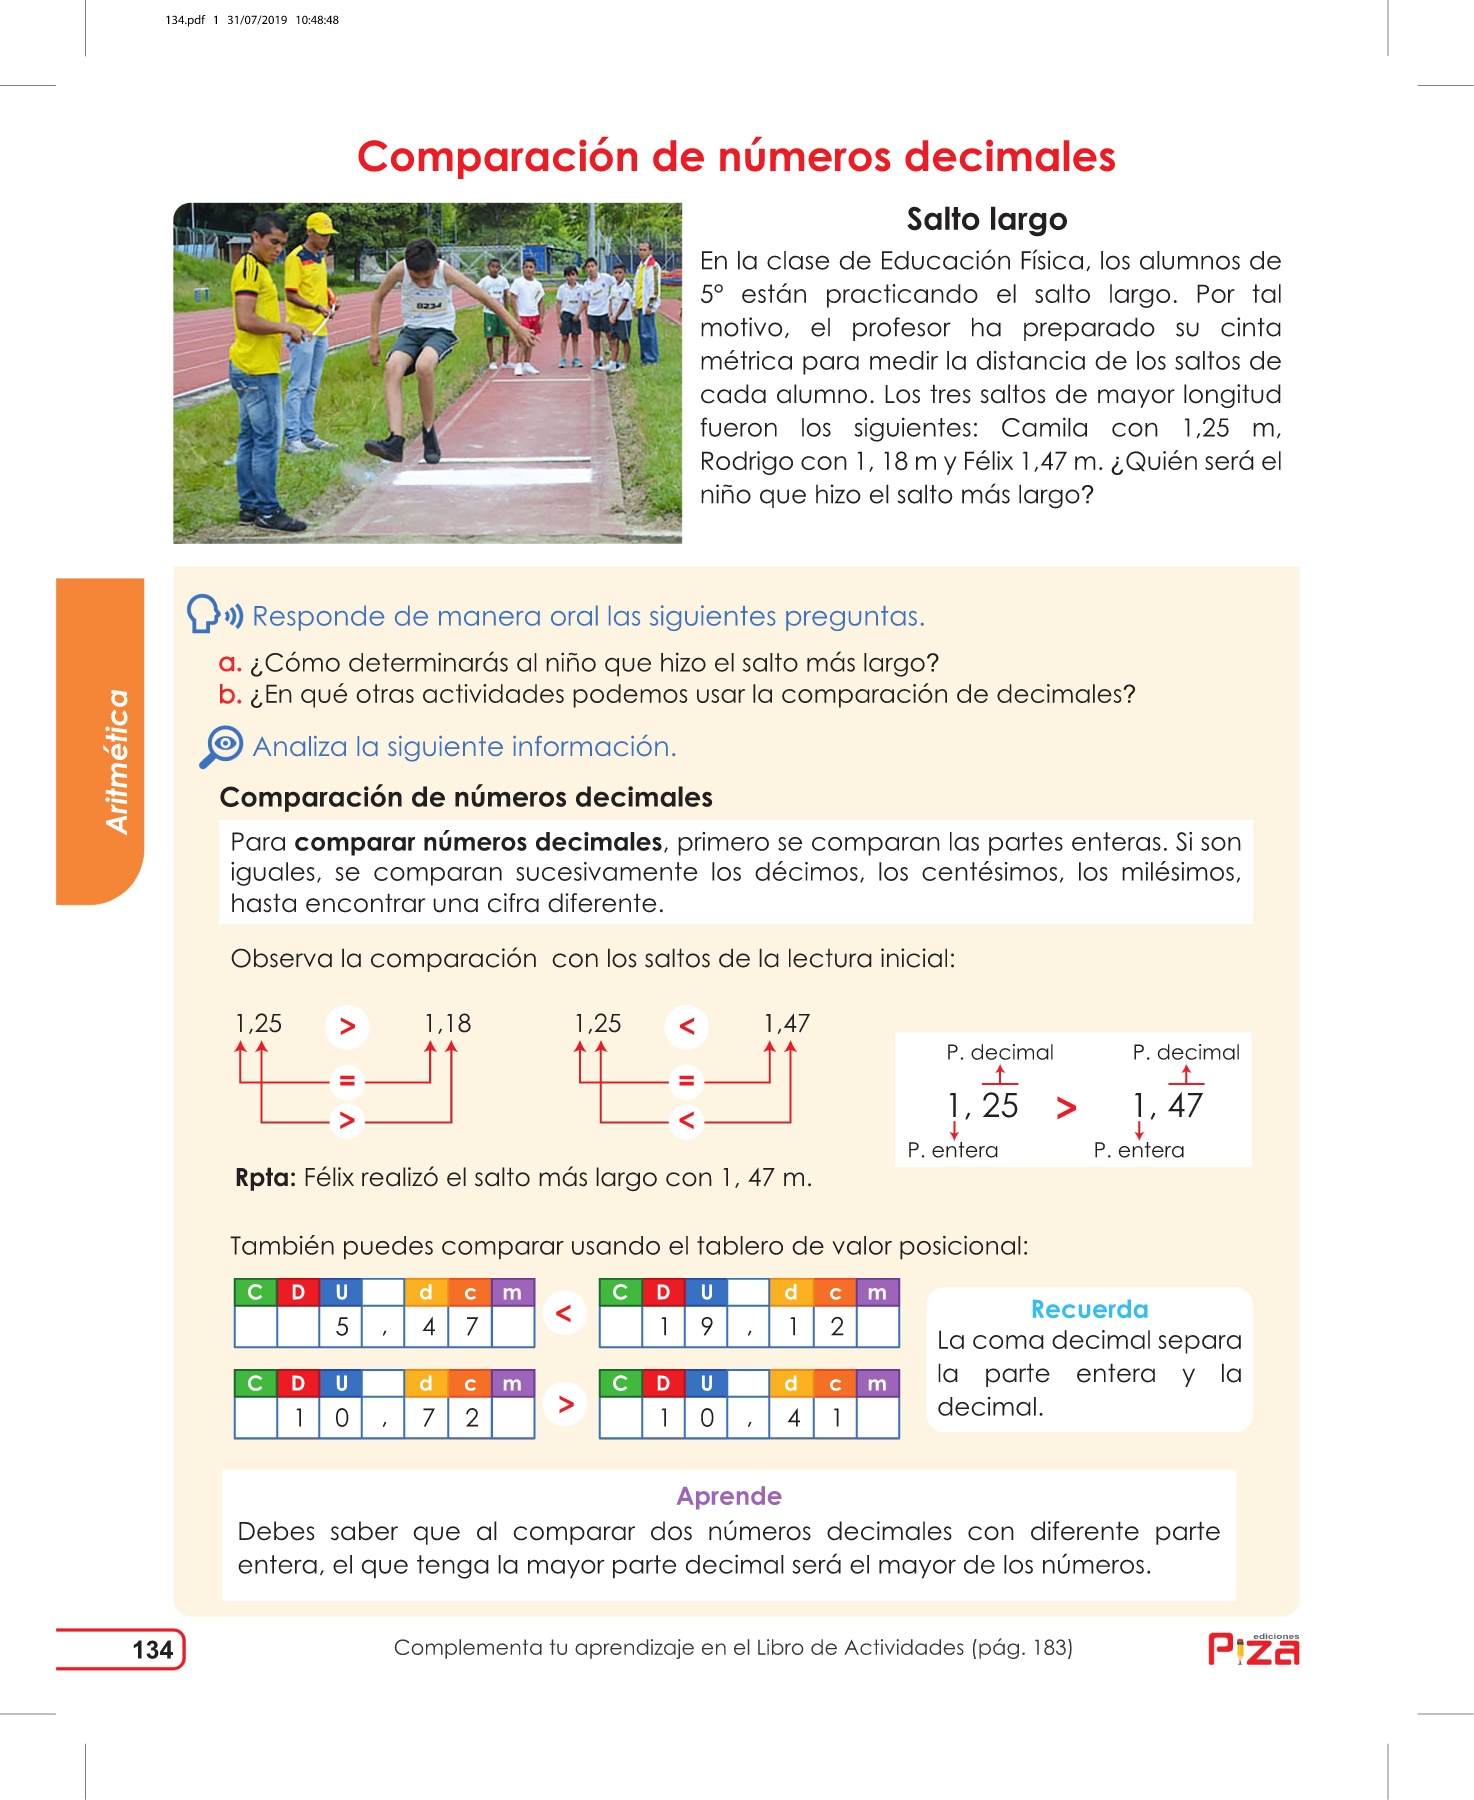 134.pdf 1 31/07/2019 10:48:48
Comparación de números decimales
0234
Salto largo
En la clase de Educación Física, los alumnos de
5° están practicando el salto largo. Por tal
motivo, el profesor ha preparado su cinta
métrica para medir la distancia de los saltos de
cada alumno. Los tres saltos de mayor longitud
fueron los siguientes: Camila con 1,25 m,
Rodrigo con 1, 18 m y Félix 1,47 m. ¿Quién será el
niño que hizo el salto más largo?
Aritmética
Responde de manera oral las siguientes preguntas.
a. ¿Cómo determinarás al niño que hizo el salto más largo?
b. ¿En qué otras actividades podemos usar la comparación de decimales?
Analiza la siguiente información.
Comparación de números decimales
Para comparar números decimales, primero se comparan las partes enteras. Si son
iguales, se comparan sucesivamente los décimos, los centésimos, los milésimos,
hasta encontrar una cifra diferente.
Observa la comparación con los saltos de la lectura inicial:
1,25 > 1,18
=
>
1,25 < 1,47
=
<
P. decimal P. decimal
1, 25 > 1, 47
P. entera P. entera
Rpta: Félix realizó el salto más largo con 1, 47 m.
También puedes comparar usando el tablero de valor posicional:
C D U d c m C D U d c m
5 , 4 7 < 1 9 , 1 2
C D U d c m C D U d c m
1 0 , 7 2 > 1 0 , 4 1
Recuerda
La coma decimal separa
la parte entera y la
decimal.
Aprende
Debes saber que al comparar dos números decimales con diferente parte
entera, el que tenga la mayor parte decimal será el mayor de los números.
134
Complementa tu aprendizaje en el Libro de Actividades (pág. 183)
ediciones
Piza